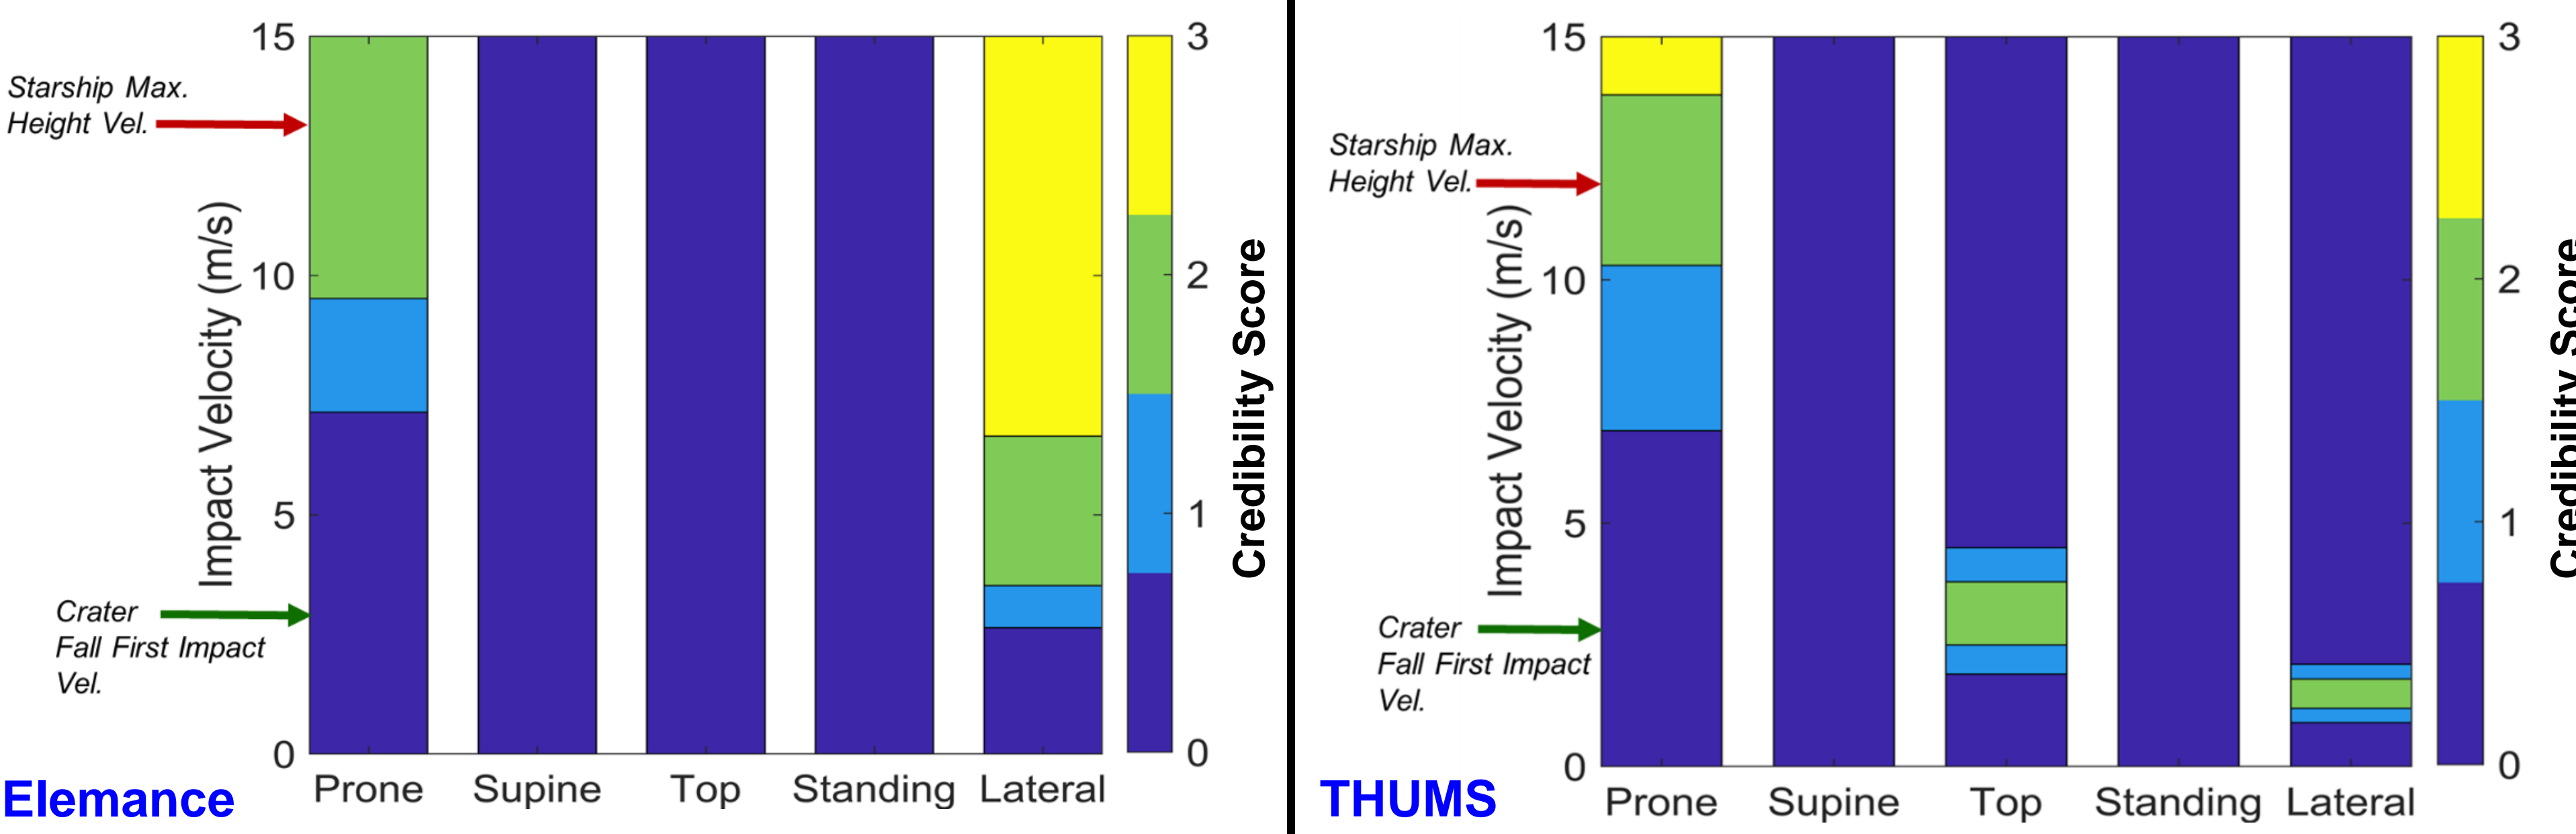 15
Starship Max.
Height Vel.
10
5
Crater
Fall First Impact
Vel.
0
Impact Velocity (m/s)
Prone Supine Top Standing Lateral
3
2
1
0
Credibility Score
Elemance
15
Starship Max.
Height Vel.
10
5
Crater
Fall First Impact
Vel.
0
Impact Velocity (m/s)
Prone Supine Top Standing Lateral
3
2
1
0
Credibility Score
THUMS